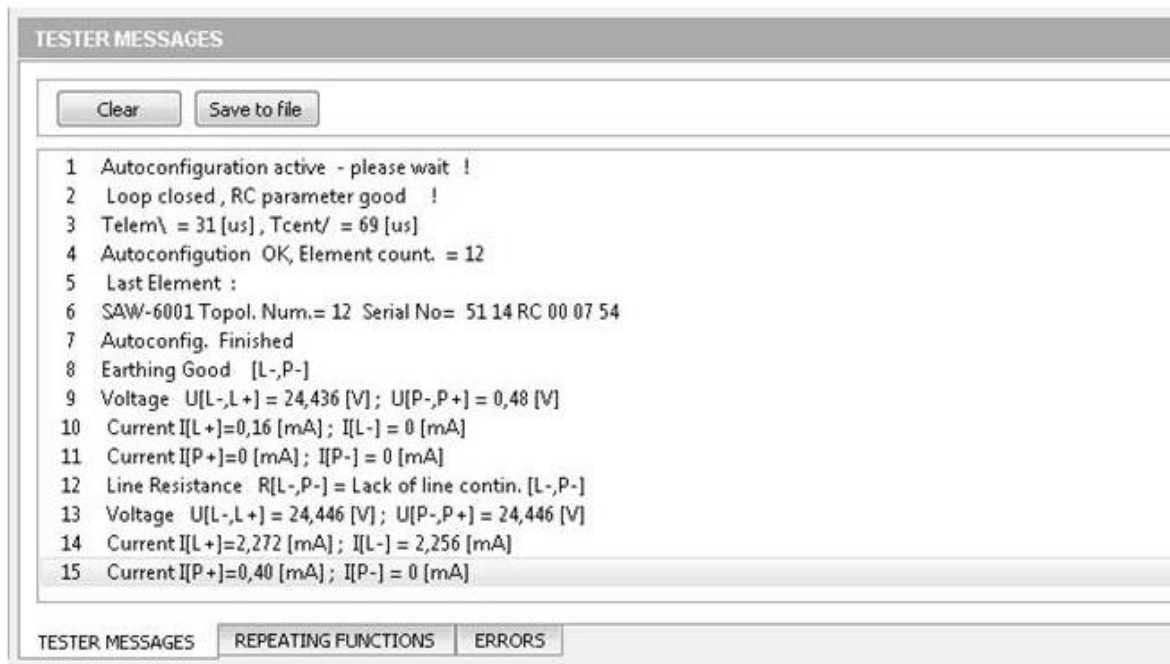 TESTER MESSAGES
Clear Save to file
1 Autoconfiguration active - please wait !
2 Loop closed , RC parameter good !
3 Telem\ = 31 [us] , Tcent/ = 69 [us]
4 Autoconfigution OK, Element count. = 12
5 Last Element :
6 SAW-6001 Topol. Num.= 12 Serial No= 51 14 RC 00 07 54
7 Autoconfig. Finished
8 Earthing Good [L-,P-]
9 Voltage U[L-,L+] = 24,436 [V] ; U[P-,P+] = 0,48 [V]
10 Current I[L+]=0,16 [mA] ; I[L-] = 0 [mA]
11 Current I[P+]=0 [mA] ; I[P-] = 0 [mA]
12 Line Resistance R[L-,P-] = Lack of line contin. [L-,P-]
13 Voltage U[L-,L+] = 24,446 [V] ; U[P-,P+] = 24,446 [V]
14 Current I[L+]=2,272 [mA] ; I[L-] = 2,256 [mA]
15 Current I[P+]=0,40 [mA] ; I[P-] = 0 [mA]
TESTER MESSAGES REPEATING FUNCTIONS ERRORS